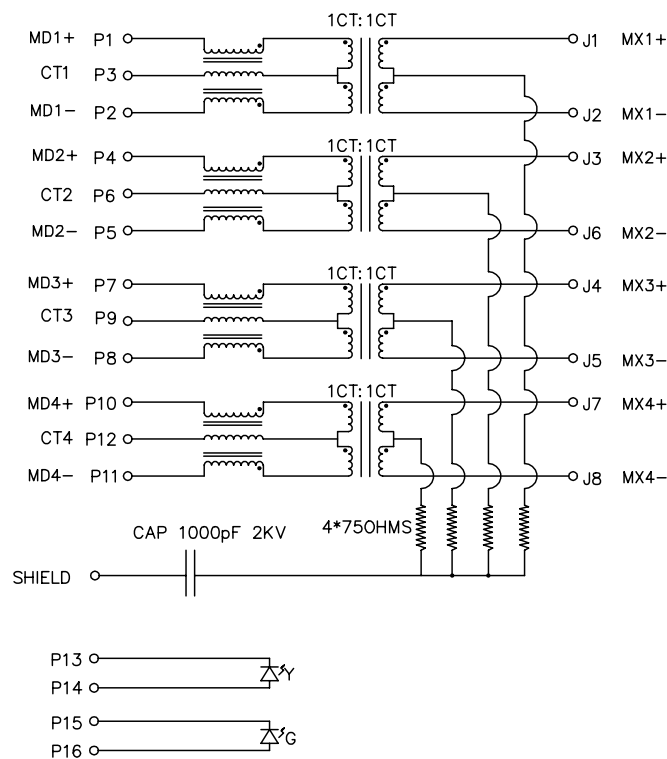 1CT:1CT
MD1+ P1 J1 MX1+
CT1 P3
MD1- P2 J2 MX1-
1CT:1CT
MD2+ P4 J3 MX2+
CT2 P6
MD2- P5 J6 MX2-
1CT:1CT
MD3+ P7 J4 MX3+
CT3 P9
MD3- P8 J5 MX3-
1CT:1CT
MD4+ P10 J7 MX4+
CT4 P12
MD4- P11 J8 MX4-
CAP 1000pF 2KV 4*75OHMS
SHIELD
P13
Y
P14
P15
G
P16